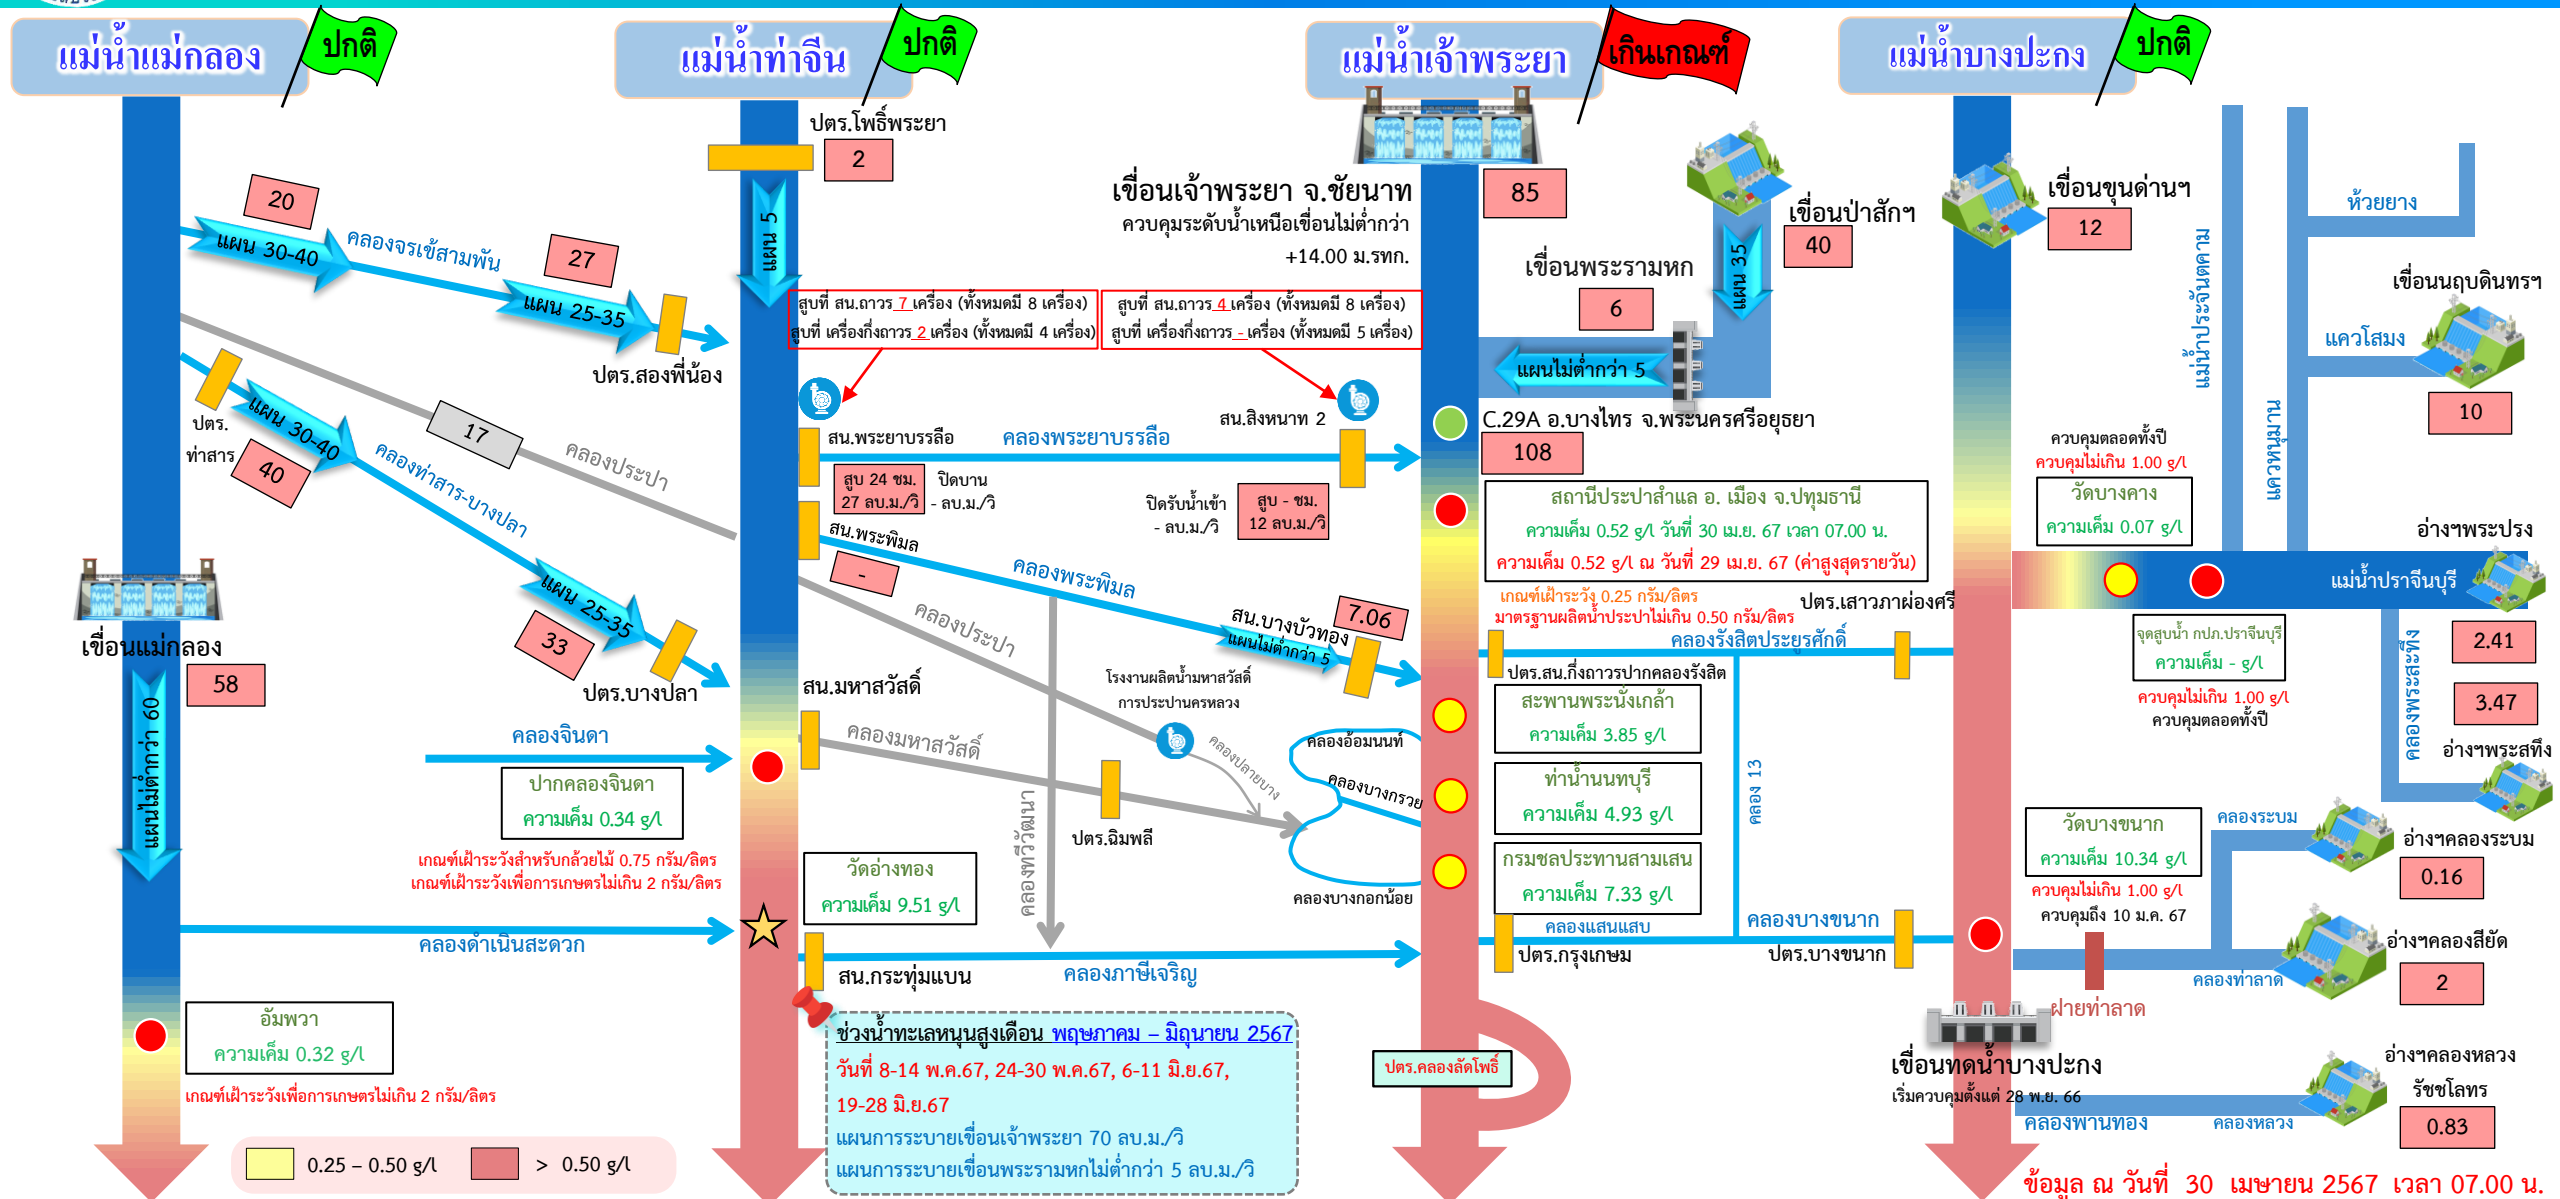 แม่น้ำแม่กลอง
ปกติ
แม่น้ำท่าจีน
ปกติ
แม่น้ำเจ้าพระยา
เกินเกณฑ์
แม่น้ำบางปะกง
ปกติ
20
แผน 30-40
คลองจรเข้สามพัน
27
แผน 25-35
ปตร.สองพี่น้อง
ปตร.
ท่าสาร
แผน 30-40
40
คลองท่าสาร-บางปลา
17
คลองประปา
แผน 25-35
33
ปตร.บางปลา
เขื่อนแม่กลอง
58
แผนไม่ต่ำกว่า 60
คลองจินดา
ปากคลองจินดา
ความเค็ม 0.34 g/l
เกณฑ์เฝ้าระวังสำหรับกล้วยไม้ 0.75 กรัม/ลิตร
เกณฑ์เฝ้าระวังเพื่อการเกษตรไม่เกิน 2 กรัม/ลิตร
คลองดำเนินสะดวก
อัมพวา
ความเค็ม 0.32 g/l
เกณฑ์เฝ้าระวังเพื่อการเกษตรไม่เกิน 2 กรัม/ลิตร
0.25 – 0.50 g/l
> 0.50 g/l
ปตร.โพธิ์พระยา
2
แผน 5
สูบที่ สน.ถาวร 7 เครื่อง (ทั้งหมดมี 8 เครื่อง)
สูบที่ เครื่องกึ่งถาวร 2 เครื่อง (ทั้งหมดมี 4 เครื่อง)
สูบที่ สน.ถาวร 4 เครื่อง (ทั้งหมดมี 8 เครื่อง)
สูบที่ เครื่องกึ่งถาวร - เครื่อง (ทั้งหมดมี 5 เครื่อง)
สน.พระยาบรรลือ
คลองพระยาบรรลือ
สน.สิงหนาท 2
สูบ 24 ชม.
27 ลบ.ม./วิ
ปิดบาน
- ลบ.ม./วิ
ปิดรับน้ำเข้า
- ลบ.ม./วิ
สูบ - ชม.
12 ลบ.ม./วิ
สน.พระพิมล
-
คลองพระพิมล
สน.บางบัวทอง
7.06
แผนไม่ต่ำกว่า 5
คลองประปา
โรงงานผลิตน้ำมหาสวัสดิ์
การประปานครหลวง
สน.มหาสวัสดิ์
คลองมหาสวัสดิ์
คลองปลายบาง
ปตร.ฉิมพลี
คลองทวีวัฒนา
คลองอ้อมนนท์
คลองบางกรวย
คลองบางกอกน้อย
วัดอ่างทอง
ความเค็ม 9.51 g/l
สน.กระทุ่มแบน
คลองภาษีเจริญ
ช่วงน้ำทะเลหนุนสูงเดือน พฤษภาคม – มิถุนายน 2567
วันที่ 8-14 พ.ค.67, 24-30 พ.ค.67, 6-11 มิ.ย.67,
19-28 มิ.ย.67
แผนการระบายเขื่อนเจ้าพระยา 70 ลบ.ม./วิ
แผนการระบายเขื่อนพระรามหกไม่ต่ำกว่า 5 ลบ.ม./วิ
เขื่อนเจ้าพระยา จ.ชัยนาท
ควบคุมระดับน้ำเหนือเขื่อนไม่ต่ำกว่า
+14.00 ม.รทก.
85
เขื่อนป่าสักฯ
40
แผน 35
เขื่อนพระรามหก
6
แผนไม่ต่ำกว่า 5
C.29A อ.บางไทร จ.พระนครศรีอยุธยา
108
สถานีประปาสำแล อ. เมือง จ.ปทุมธานี
ความเค็ม 0.52 g/l วันที่ 30 เม.ย. 67 เวลา 07.00 น.
ความเค็ม 0.52 g/l ณ วันที่ 29 เม.ย. 67 (ค่าสูงสุดรายวัน)
เกณฑ์เฝ้าระวัง 0.25 กรัม/ลิตร
มาตรฐานผลิตน้ำประปาไม่เกิน 0.50 กรัม/ลิตร
ปตร.เสาวภาผ่องศรี
คลองรังสิตประยูรศักดิ์
ปตร.สน.กึ่งถาวรปากคลองรังสิต
สะพานพระนั่งเกล้า
ความเค็ม 3.85 g/l
ท่าน้ำนนทบุรี
ความเค็ม 4.93 g/l
กรมชลประทานสามเสน
ความเค็ม 7.33 g/l
คลอง 13
คลองแสนแสบ
คลองบางขนาก
ปตร.กรุงเกษม
ปตร.บางขนาก
ปตร.คลองลัดโพธิ์
เขื่อนขุนด่านฯ
12
แม่น้ำประจันตคาม
แควหนุมาน
ห้วยยาง
เขื่อนนฤบดินทรฯ
แควโสมง
10
ควบคุมตลอดทั้งปี
ควบคุมไม่เกิน 1.00 g/l
วัดบางคาง
ความเค็ม 0.07 g/l
อ่างฯพระปรง
แม่น้ำปราจีนบุรี
2.41
จุดสูบน้ำ กปภ.ปราจีนบุรี
ความเค็ม - g/l
ควบคุมไม่เกิน 1.00 g/l
ควบคุมตลอดทั้งปี
คลองพระสะทึง
3.47
อ่างฯพระสทึง
วัดบางขนาก
ความเค็ม 10.34 g/l
ควบคุมไม่เกิน 1.00 g/l
ควบคุมถึง 10 ม.ค. 67
คลองระบม
อ่างฯคลองระบม
0.16
อ่างฯคลองสียัด
2
คลองท่าลาด
ฝายท่าลาด
เขื่อนทดน้ำบางปะกง
เริ่มควบคุมตั้งแต่ 28 พ.ย. 66
อ่างฯคลองหลวง
รัชชโลทร
0.83
คลองพานทอง
คลองหลวง
ข้อมูล ณ วันที่ 30 เมษายน 2567 เวลา 07.00 น.